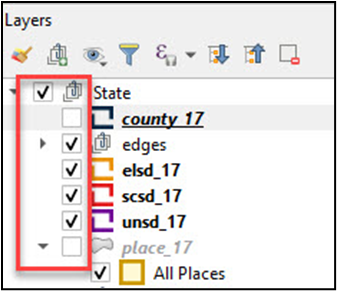 Layers
State
county_17
edges
elsd_17
scsd_17
unsd_17
place_17
All Places